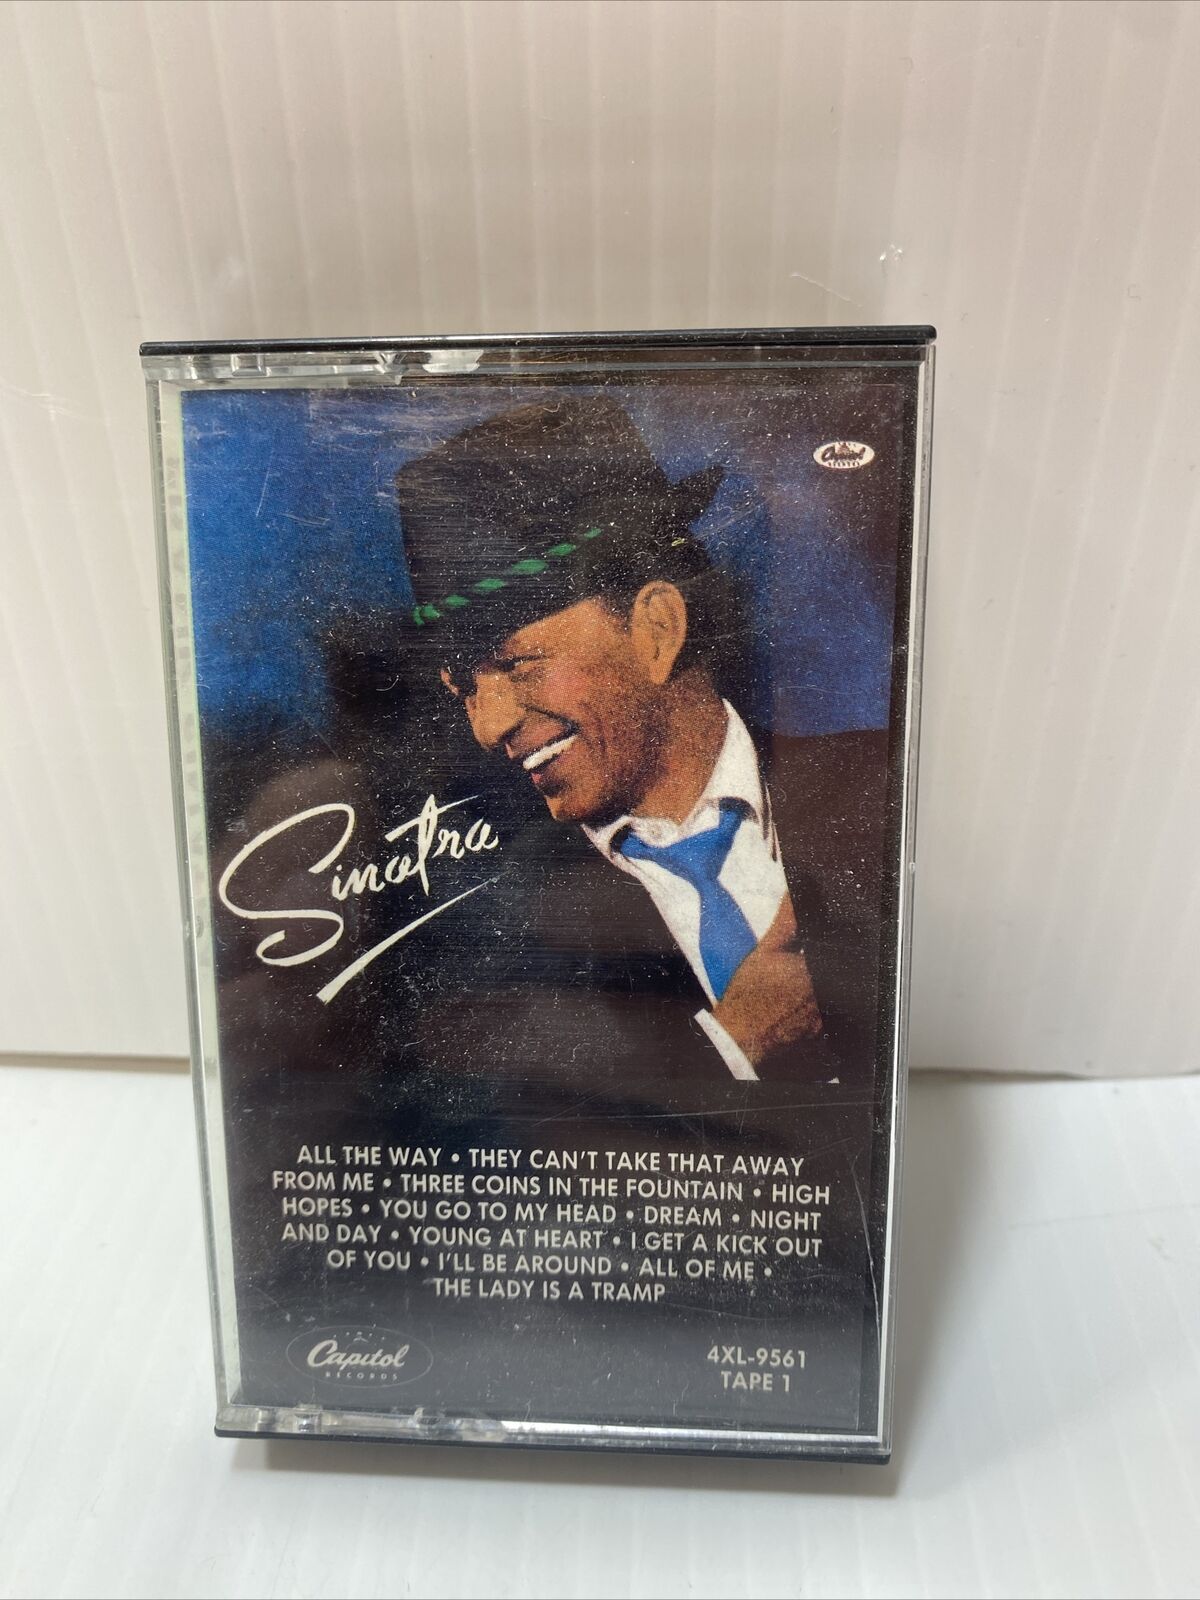 Capitol
Sinatra
ALL THE WAY • THEY CAN'T TAKE THAT AWAY
FROM ME • THREE COINS IN THE FOUNTAIN • HIGH
HOPES • YOU GO TO MY HEAD • DREAM • NIGHT
AND DAY • YOUNG AT HEART • I GET A KICK OUT
OF YOU • I'LL BE AROUND • ALL OF ME •
THE LADY IS A TRAMP
Capitol
RECORDS
4XL-9561
TAPE 1